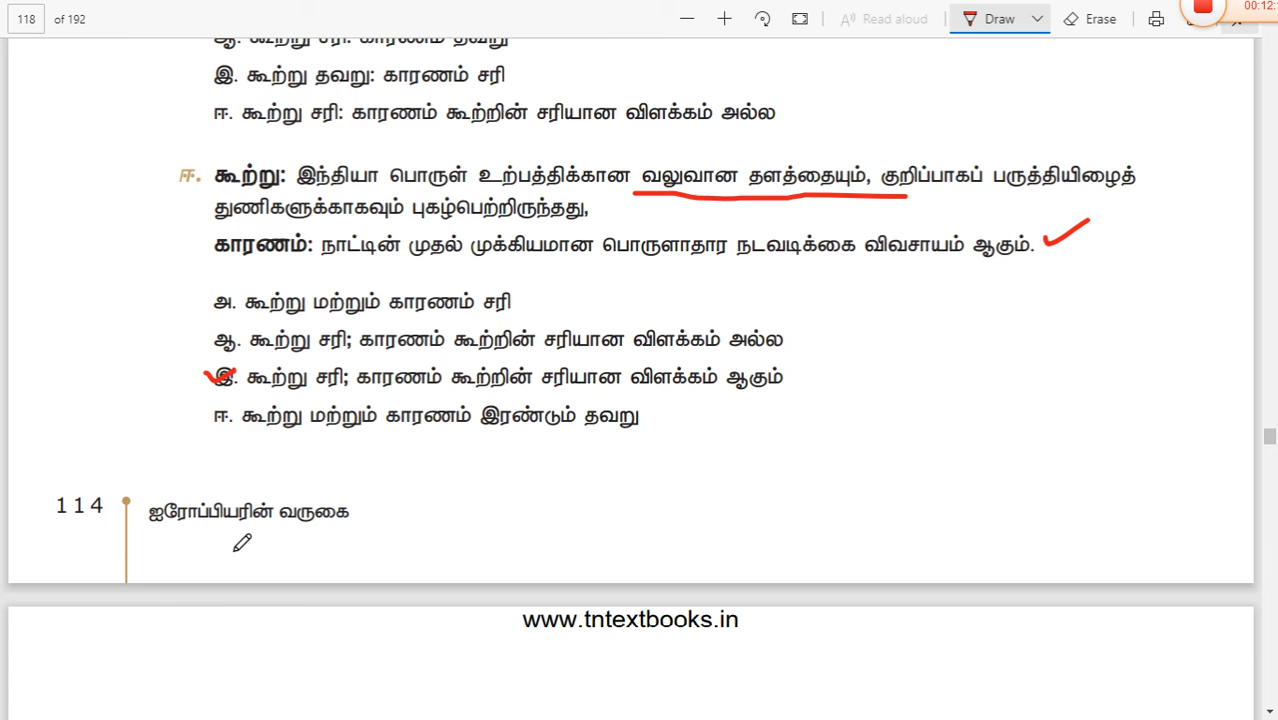 118 of 192 Read aloud Draw Erase 00:12:
ஆ. கூற்று சரி: காரணம் தவறு
இ. கூற்று தவறு: காரணம் சரி
ஈ. கூற்று சரி: காரணம் கூற்றின் சரியான விளக்கம் அல்ல
ஈ. கூற்று: இந்தியா பொருள் உற்பத்திக்கான வலுவான தளத்தையும், குறிப்பாகப் பருத்தியிழைத்
துணிகளுக்காகவும் புகழ்பெற்றிருந்தது,
காரணம்: நாட்டின் முதல் முக்கியமான பொருளாதார நடவடிக்கை விவசாயம் ஆகும்.
அ. கூற்று மற்றும் காரணம் சரி
ஆ. கூற்று சரி; காரணம் கூற்றின் சரியான விளக்கம் அல்ல
இ. கூற்று சரி; காரணம் கூற்றின் சரியான விளக்கம் ஆகும்
ஈ. கூற்று மற்றும் காரணம் இரண்டும் தவறு
114 ஐரோப்பியரின் வருகை
www.tntextbooks.in